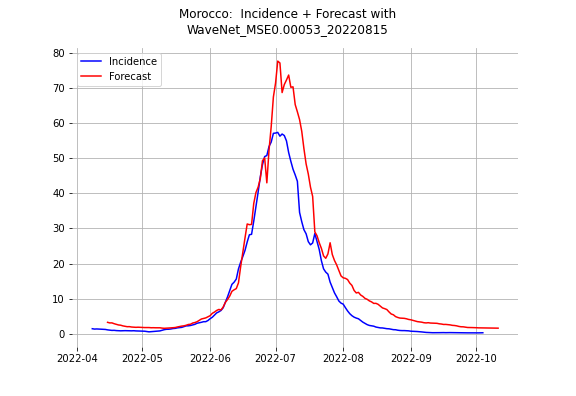 Morocco:  Incidence + Forecast with
WaveNet_MSE0.00053_20220815
Incidence
Forecast
80
70
60
50
40
30
20
10
0
2022-04 2022-05 2022-06 2022-07 2022-08 2022-09 2022-10